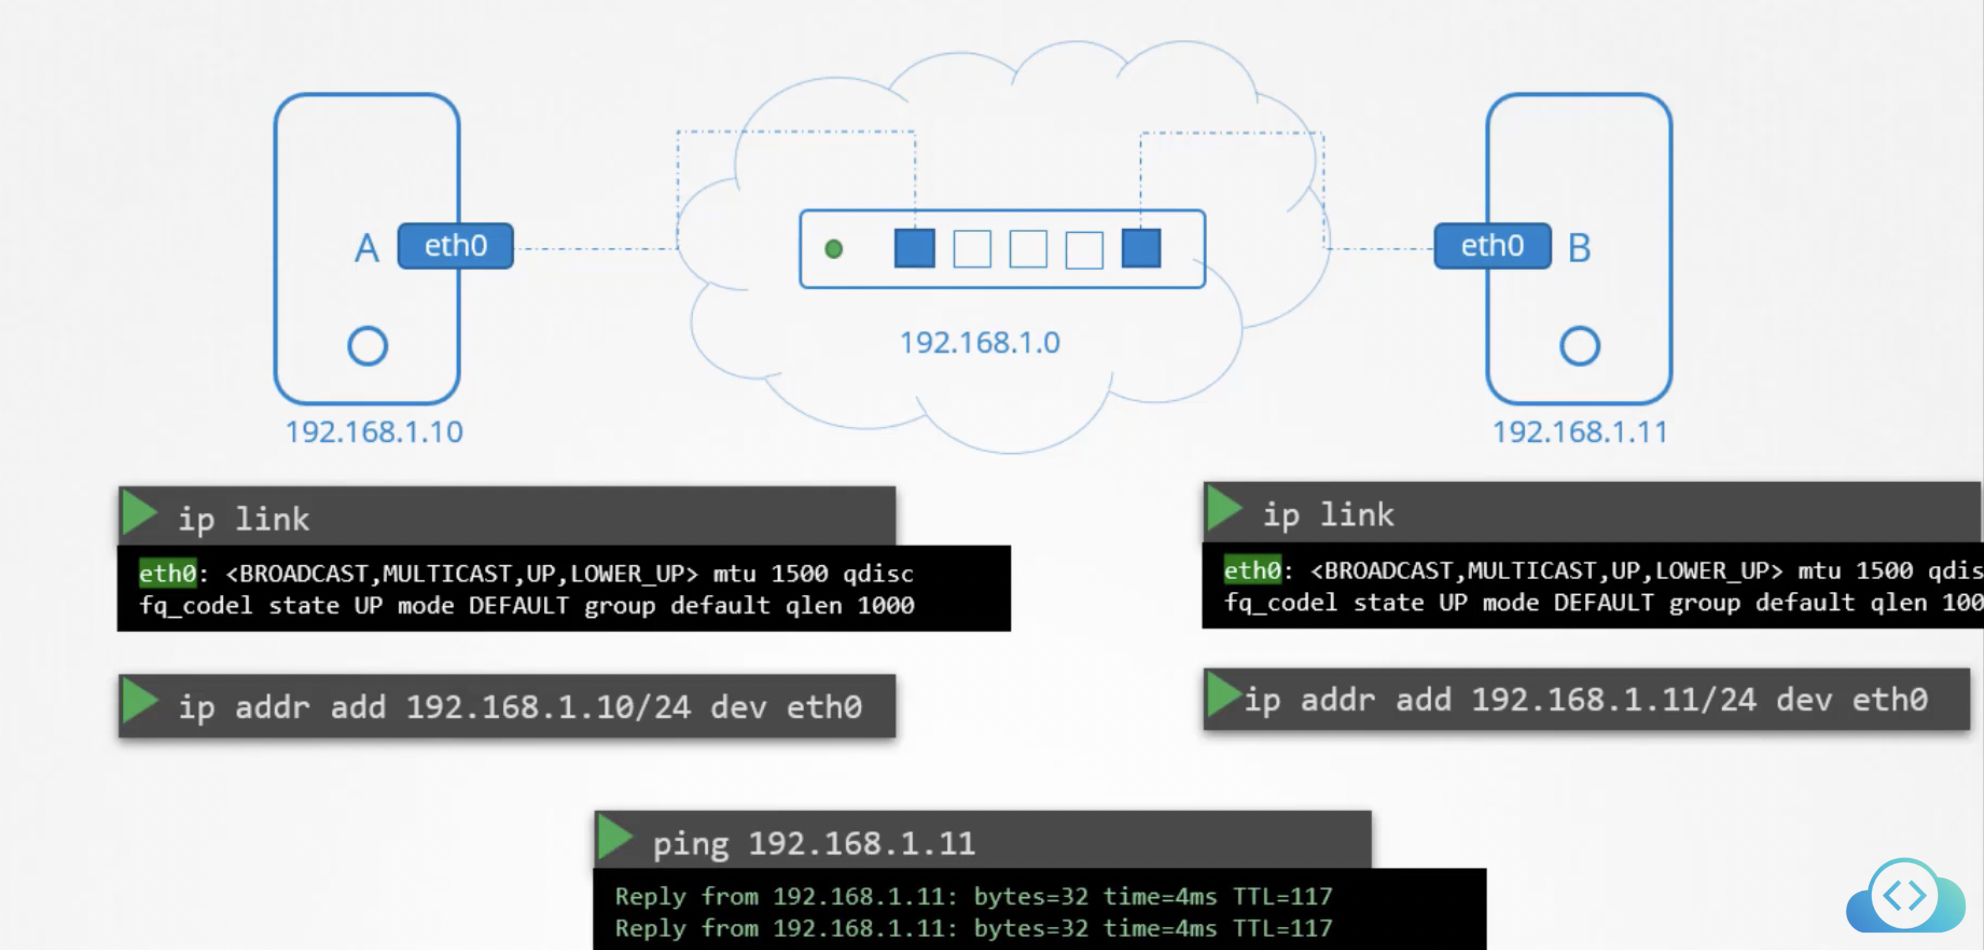 A
eth0
eth0
B
192.168.1.0
192.168.1.10
192.168.1.11
ip link
eth0: <BROADCAST,MULTICAST,UP,LOWER_UP> mtu 1500 qdisc
fq_codel state UP mode DEFAULT group default qlen 1000
ip addr add 192.168.1.10/24 dev eth0
ip link
eth0: <BROADCAST,MULTICAST,UP,LOWER_UP> mtu 1500 qdis
fq_codel state UP mode DEFAULT group default qlen 100
ip addr add 192.168.1.11/24 dev eth0
ping 192.168.1.11
Reply from 192.168.1.11: bytes=32 time=4ms TTL=117
Reply from 192.168.1.11: bytes=32 time=4ms TTL=117